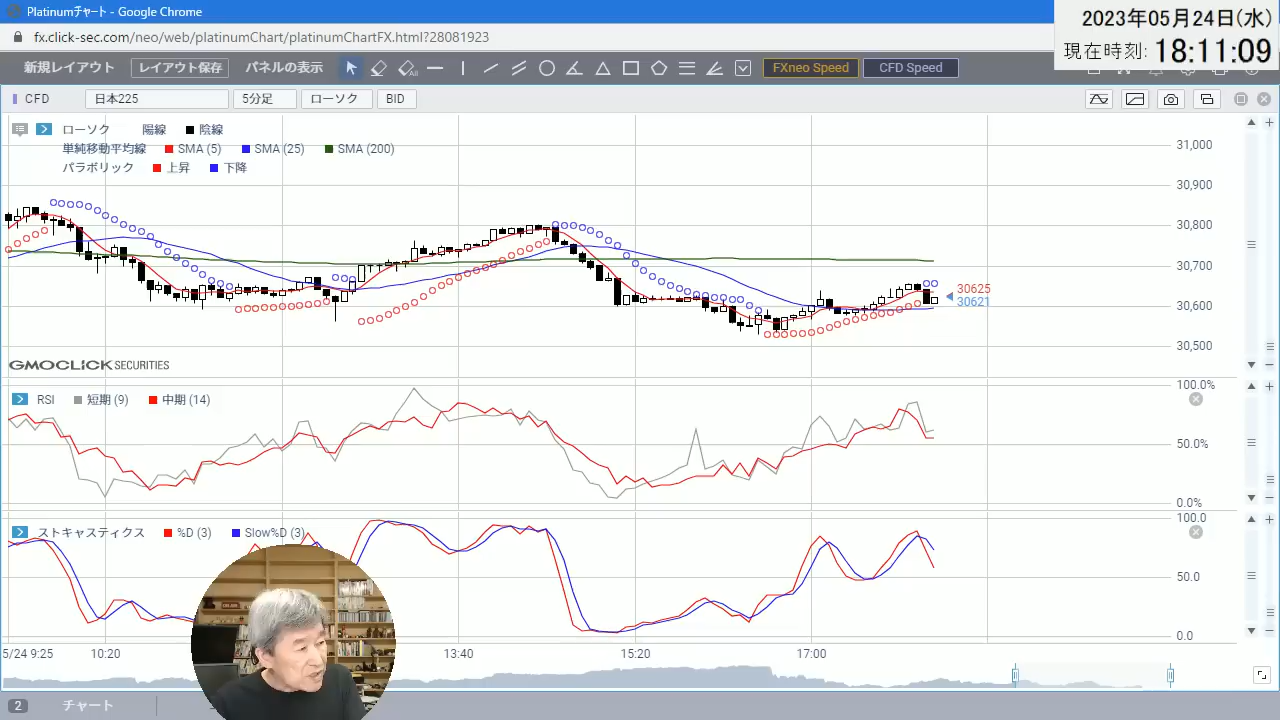 Platinumチャート - Google Chrome
2023年05月24日(水)
fx.click-sec.com/neo/web/platinumChart/platinumChartFX.html?28081923
現在時刻: 18:11:09
新規レイアウト レイアウト保存 パネルの表示 All FXneo Speed CFD Speed
CFD 日本225 5分足 ローソク BID
ローソク 陽線 陰線
単純移動平均線 SMA (5) SMA (25) SMA (200)
パラボリック 上昇 下降
31,000
30,900
30,800
30,700
30,600
30,500
30625
30621
GMOCLICK SECURITIES
RSI 短期 (9) 中期 (14)
100.0%
50.0%
0.0%
ストキャスティクス %D (3) Slow%D (3)
100.0
50.0
0.0
5/24 9:25 10:20 13:40 15:20 17:00
2 チャート